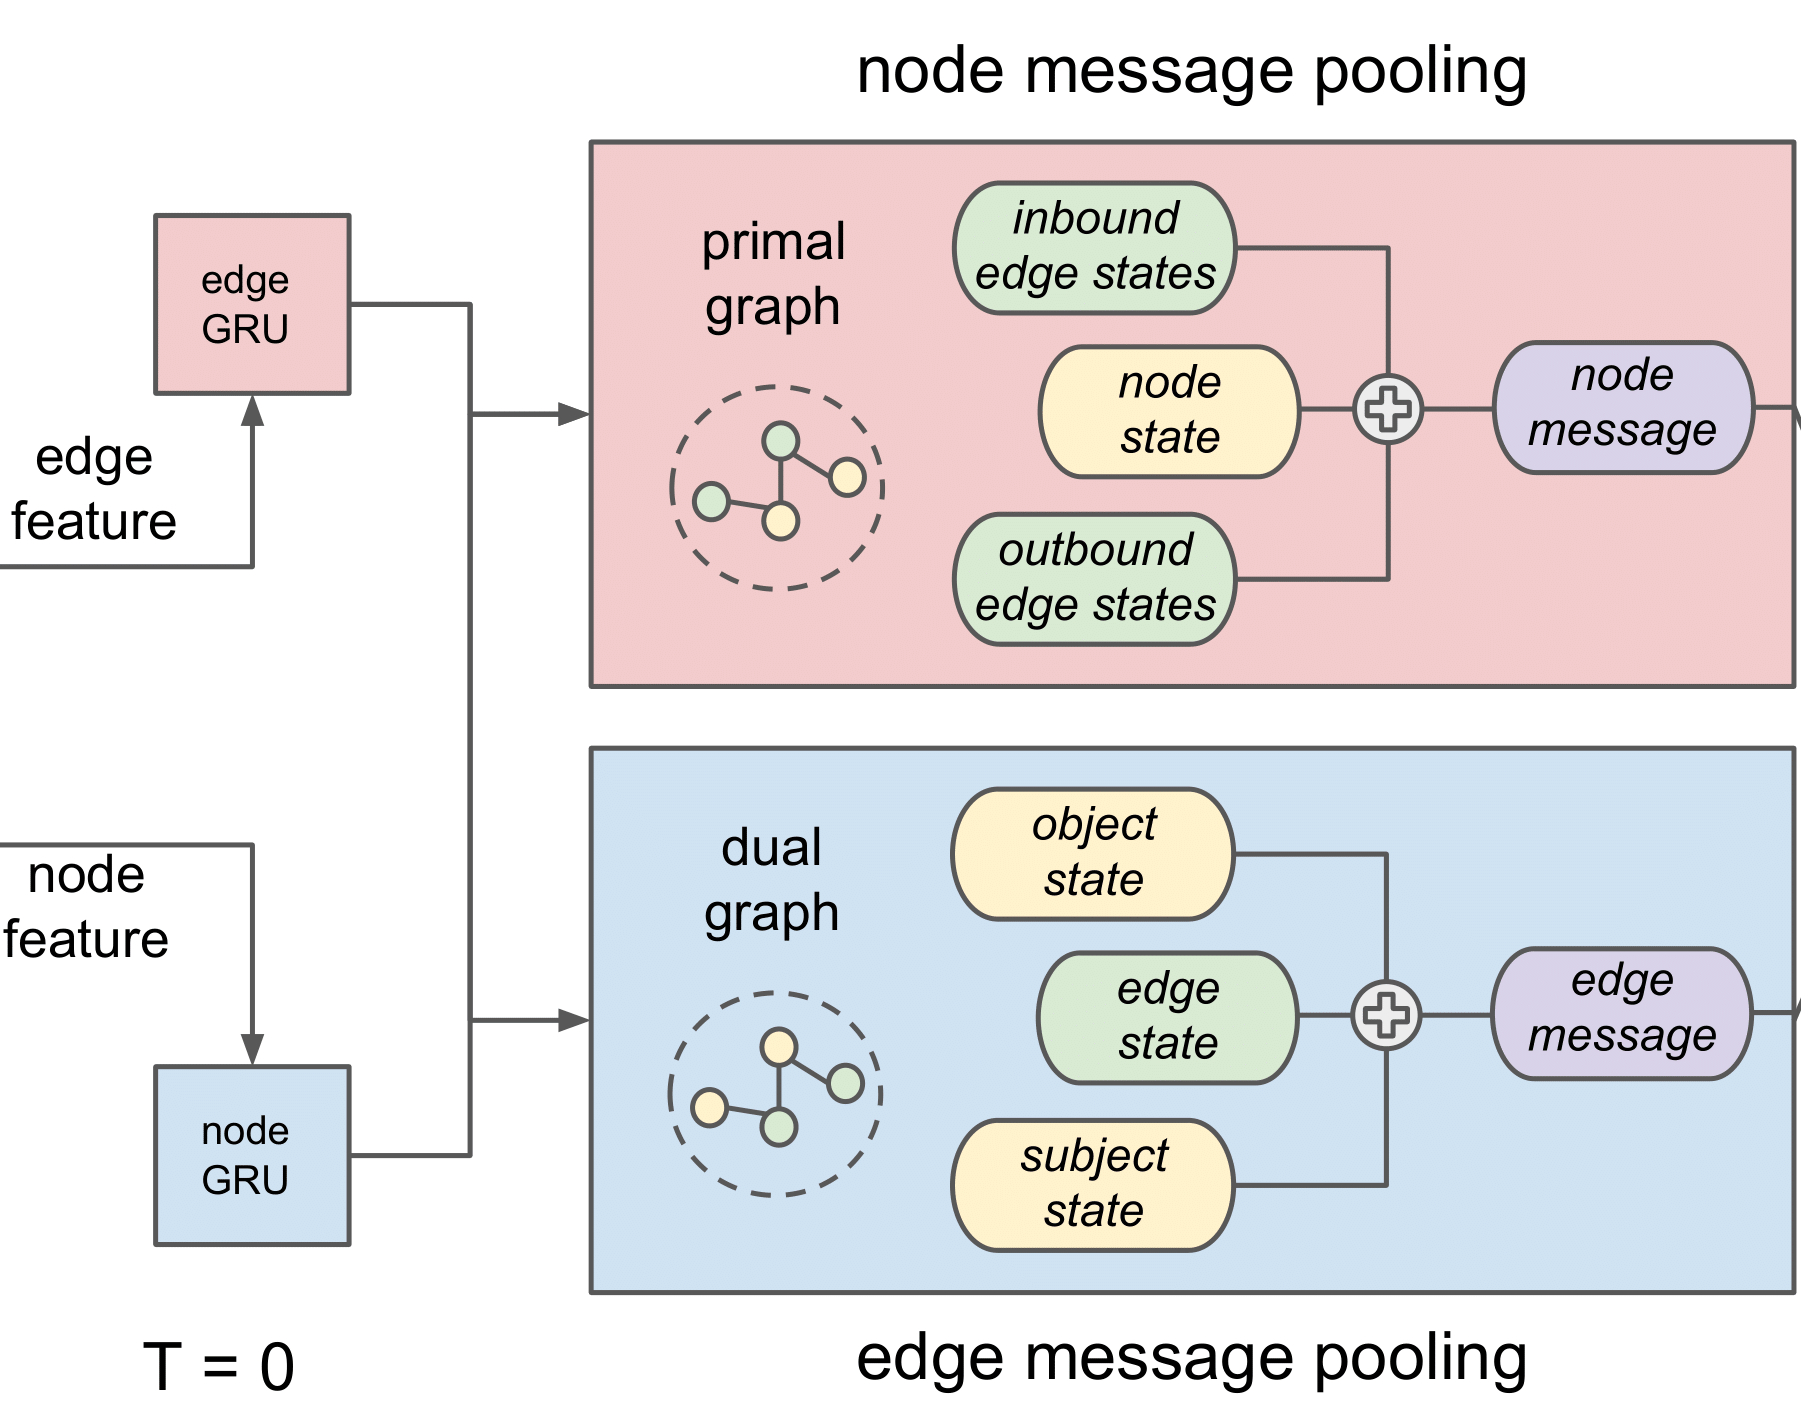 node message pooling
edge
GRU
edge
feature
primal
graph
inbound
edge states
node
state
outbound
edge states
node
message
node
feature
node
GRU
dual
graph
object
state
edge
state
subject
state
edge
message
T = 0
edge message pooling